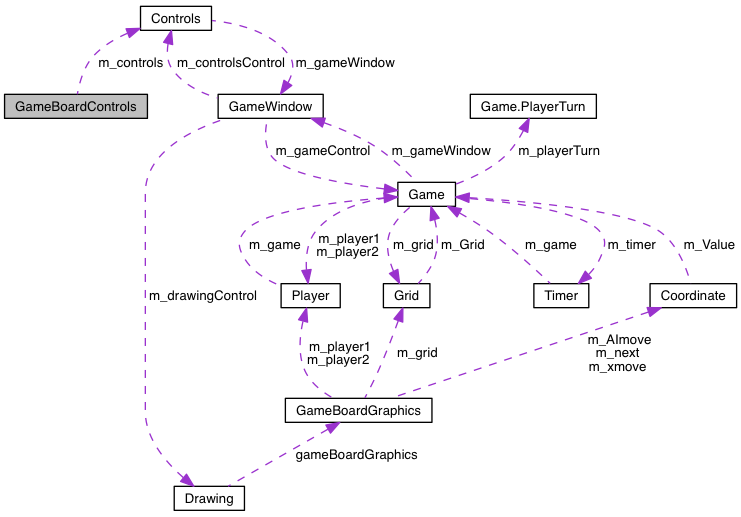 Controls
m_controls
m_controlsControl
m_gameWindow
GameBoardControls
GameWindow
Game.PlayerTurn
m_gameControl
m_gameWindow
m_playerTurn
Game
m_game
m_player1
m_player2
m_grid
m_Grid
m_game
m_timer
m_Value
m_drawingControl
Player
Grid
Timer
Coordinate
m_player1
m_player2
m_grid
m_AImove
m_next
m_xmove
GameBoardGraphics
gameBoardGraphics
Drawing